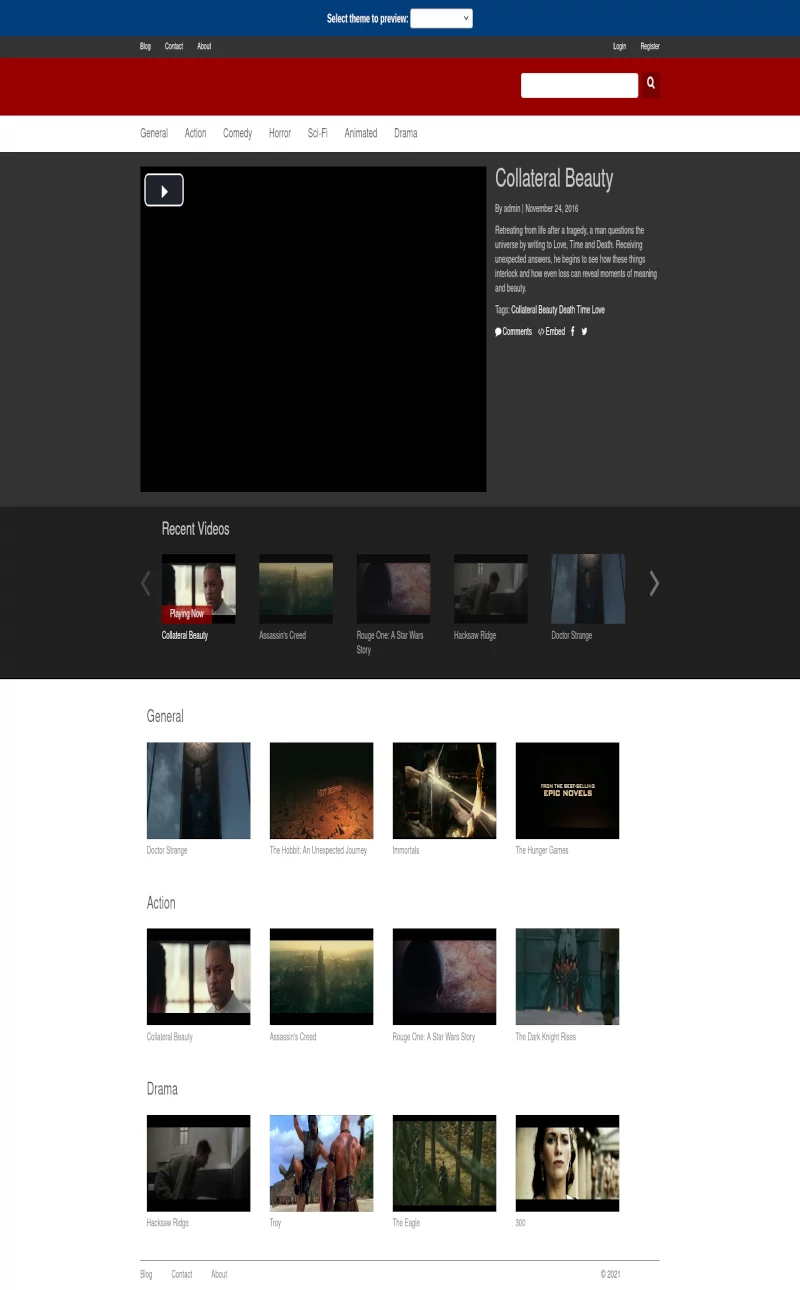 Select theme to preview:
Blog Contact About Login Register
General Action Comedy Horror Sci-Fi Animated Drama
Collateral Beauty
By admin | November 24, 2016
Retreating from life after a tragedy, a man questions the
universe by writing to Love, Time and Death. Receiving
unexpected answers, he begins to see how these things
interlock and how even loss can reveal moments of meaning
and beauty.
Tags: Collateral Beauty Death Time Love
Comments </> Embed
Recent Videos
Playing Now
Collateral Beauty Assassin's Creed Rouge One: A Star Wars Hacksaw Ridge Doctor Strange
Story
General
FROM THE BEST-SELLING
EPIC NOVELS
Doctor Strange The Hobbit: An Unexpected Journey Immortals The Hunger Games
Action
Collateral Beauty Assassin's Creed Rouge One: A Star Wars Story The Dark Knight Rises
Drama
Hacksaw Ridge Troy The Eagle 300
Blog Contact About © 2021